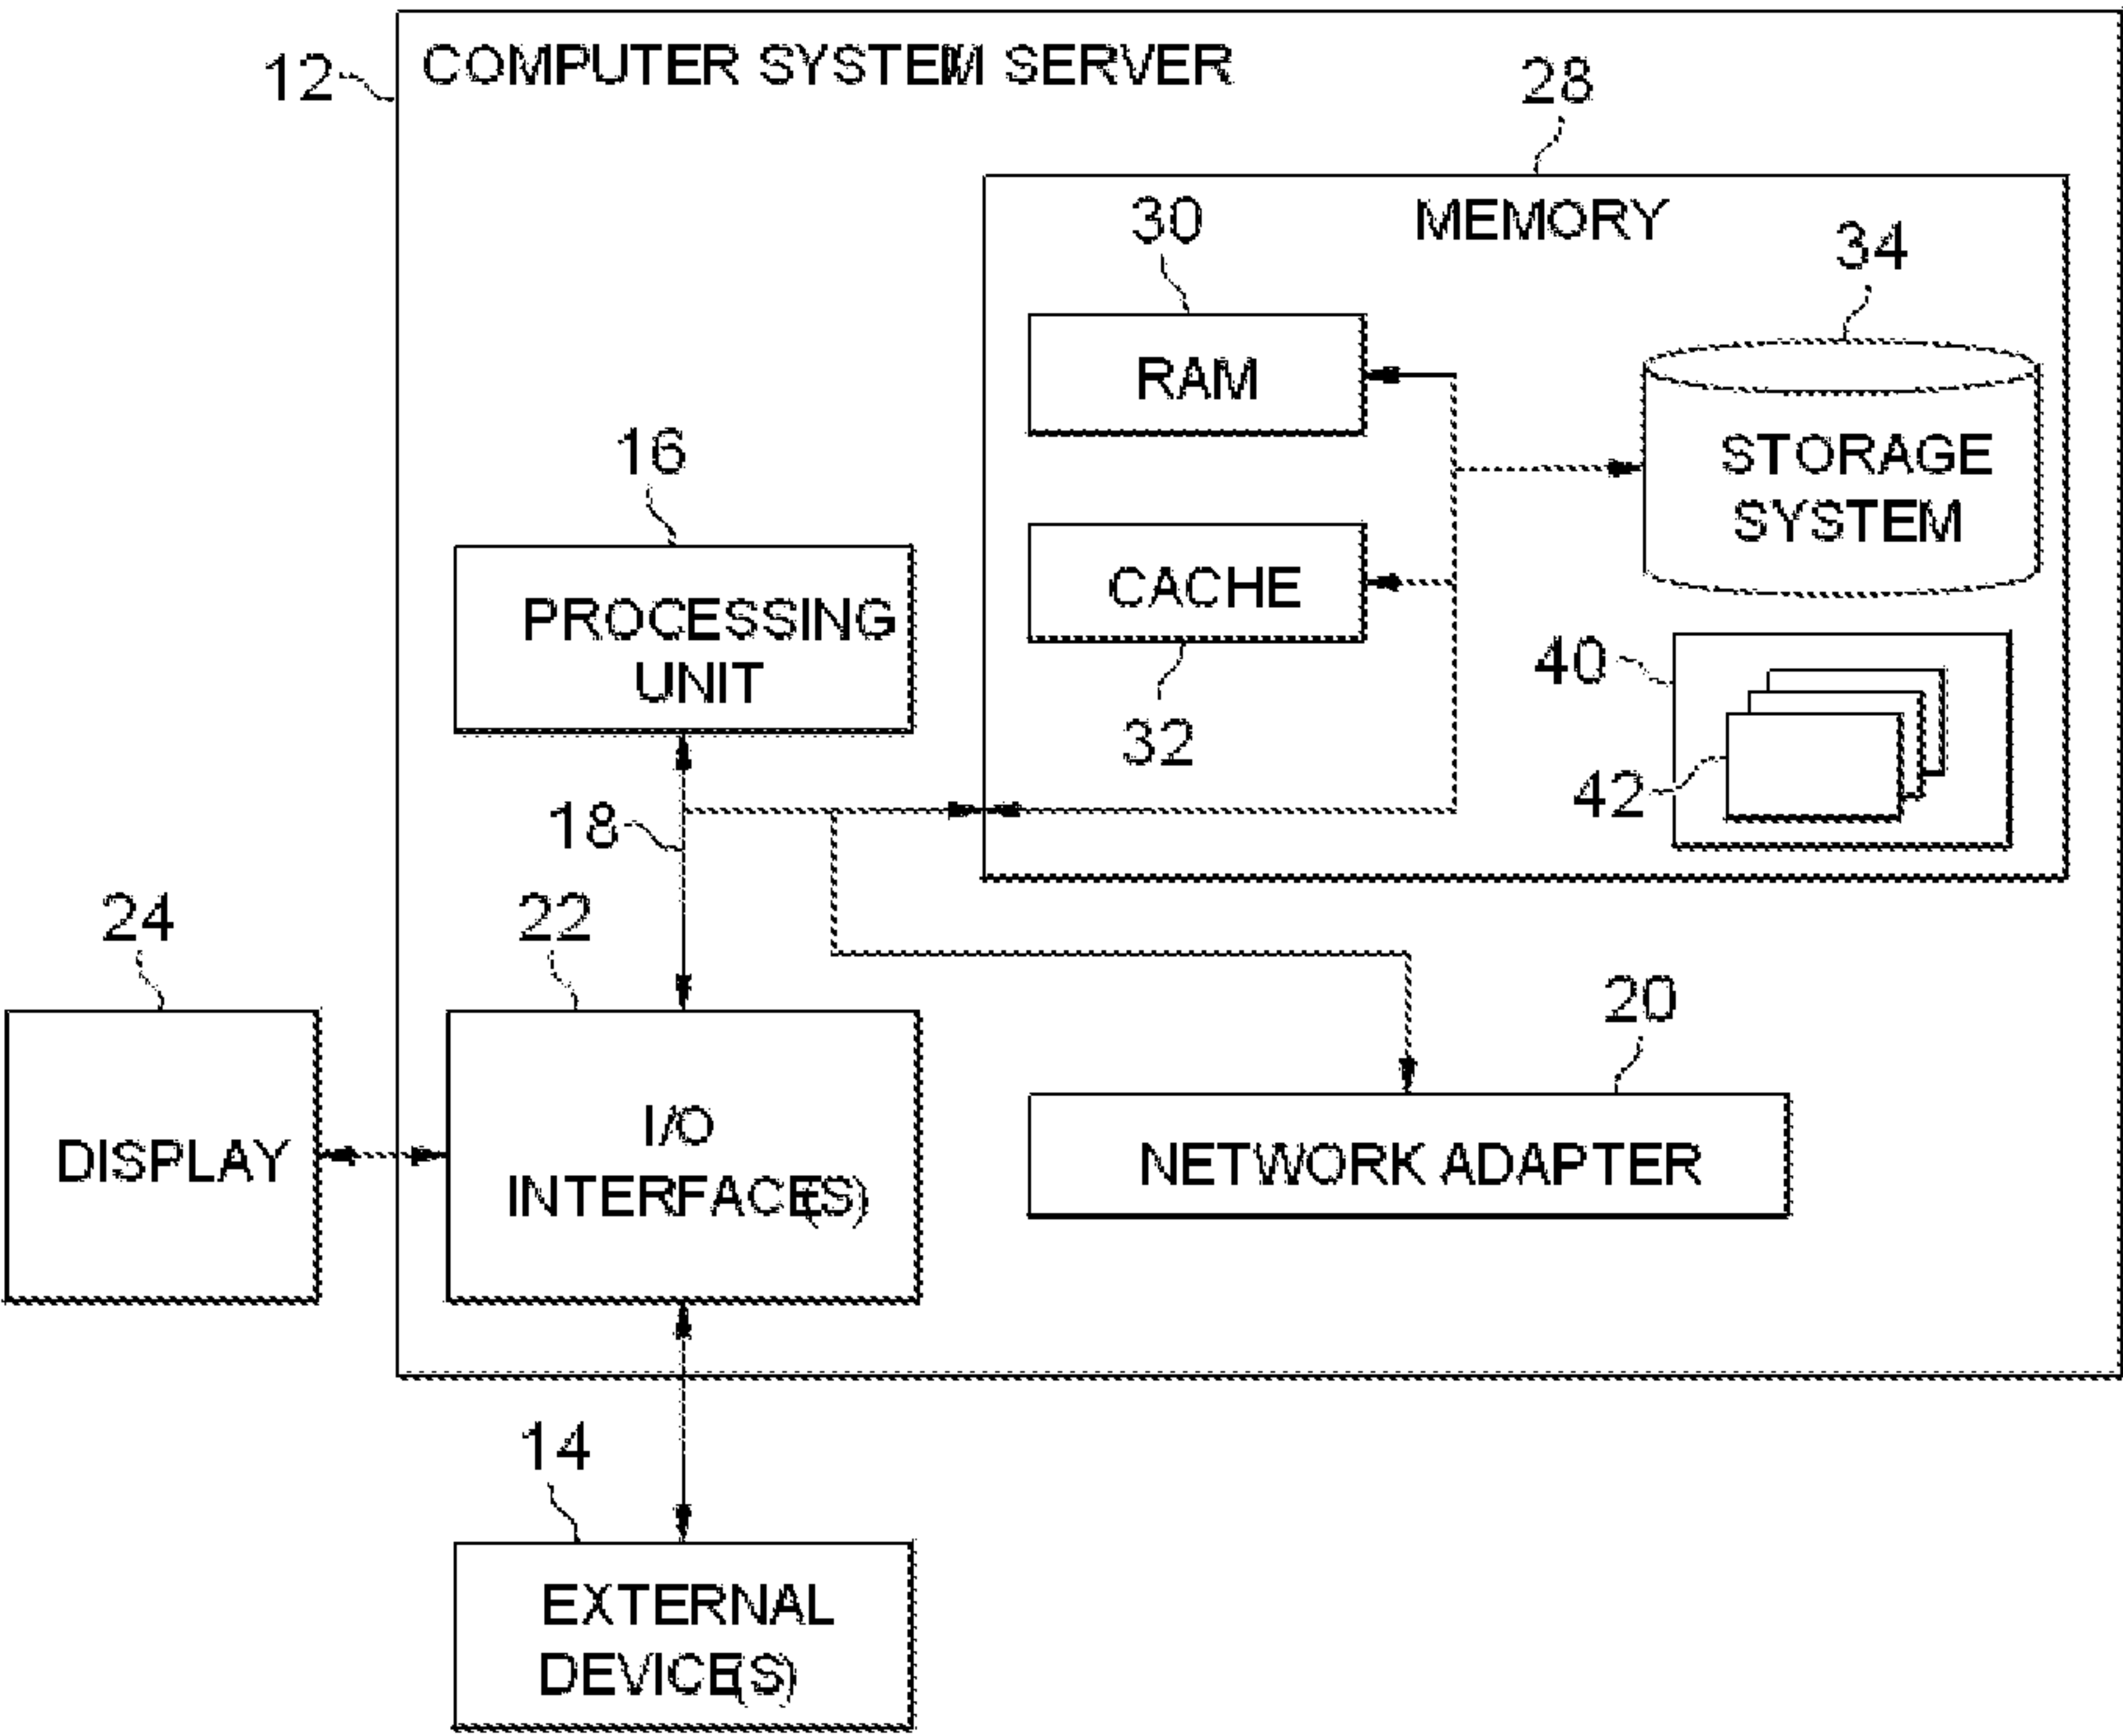 12
COMPUTER SYSTEM SERVER
28
MEMORY
30
34
RAM
STORAGE
SYSTEM
16
CACHE
PROCESSING
UNIT
32
40
42
18
24
22
20
DISPLAY
I/O
INTERFACE(S)
NETWORK ADAPTER
14
EXTERNAL
DEVICE(S)